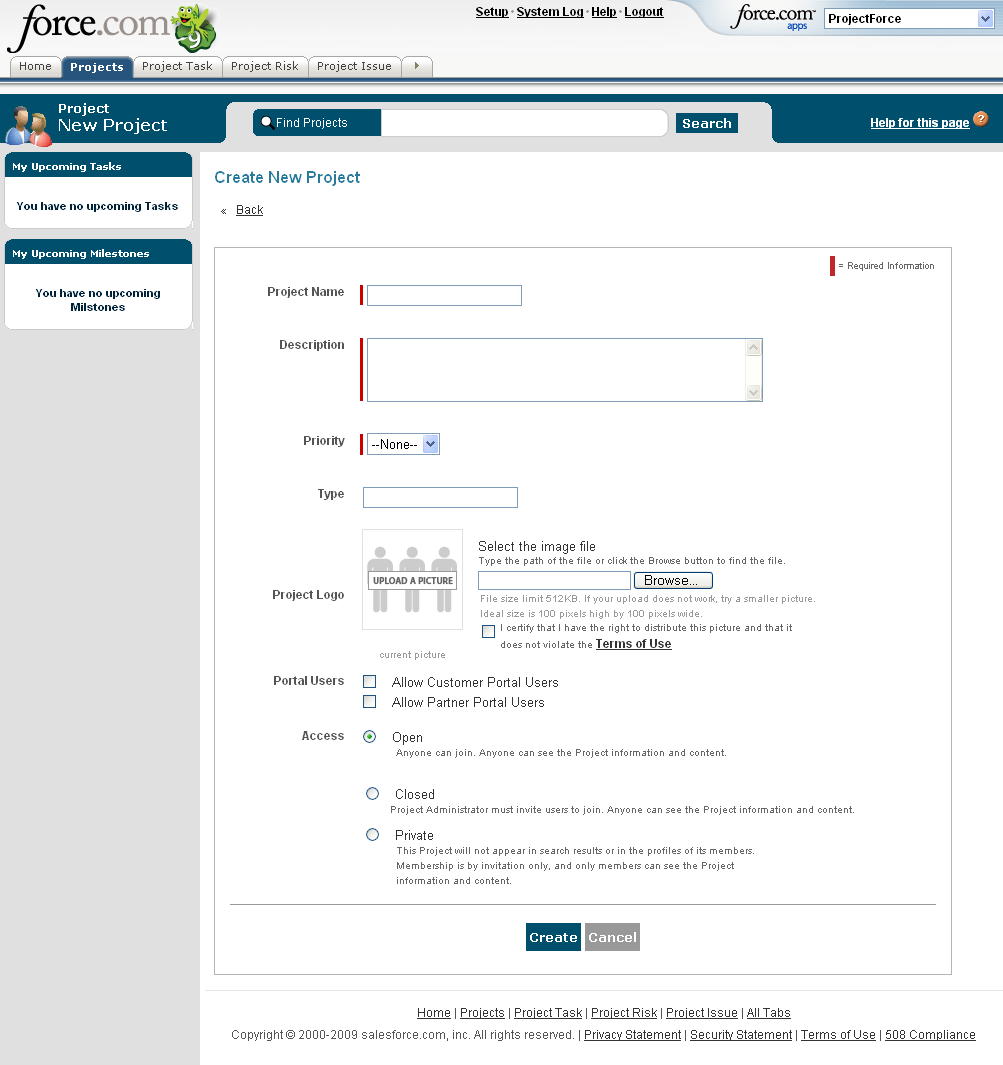 force.com
9
Setup · System Log · Help · Logout
force.com
apps
ProjectForce
Home
Projects
Project Task
Project Risk
Project Issue
Project
New Project
Find Projects
Search
Help for this page
?
My Upcoming Tasks
You have no upcoming Tasks
My Upcoming Milestones
You have no upcoming
Milstones
Create New Project
« Back
= Required Information
Project Name
Description
Priority
--None--
Type
Project Logo
UPLOAD A PICTURE
current picture
Select the image file
Type the path of the file or click the Browse button to find the file.
Browse...
File size limit 512KB. If your upload does not work, try a smaller picture.
Ideal size is 100 pixels high by 100 pixels wide.
I certify that I have the right to distribute this picture and that it
does not violate the Terms of Use
Portal Users
Allow Customer Portal Users
Allow Partner Portal Users
Access
Open
Anyone can join. Anyone can see the Project information and content.
Closed
Project Administrator must invite users to join. Anyone can see the Project information and content.
Private
This Project will not appear in search results or in the profiles of its members.
Membership is by invitation only, and only members can see the Project
information and content.
Create
Cancel
Home | Projects | Project Task | Project Risk | Project Issue | All Tabs
Copyright © 2000-2009 salesforce.com, inc. All rights reserved. | Privacy Statement | Security Statement | Terms of Use | 508 Compliance